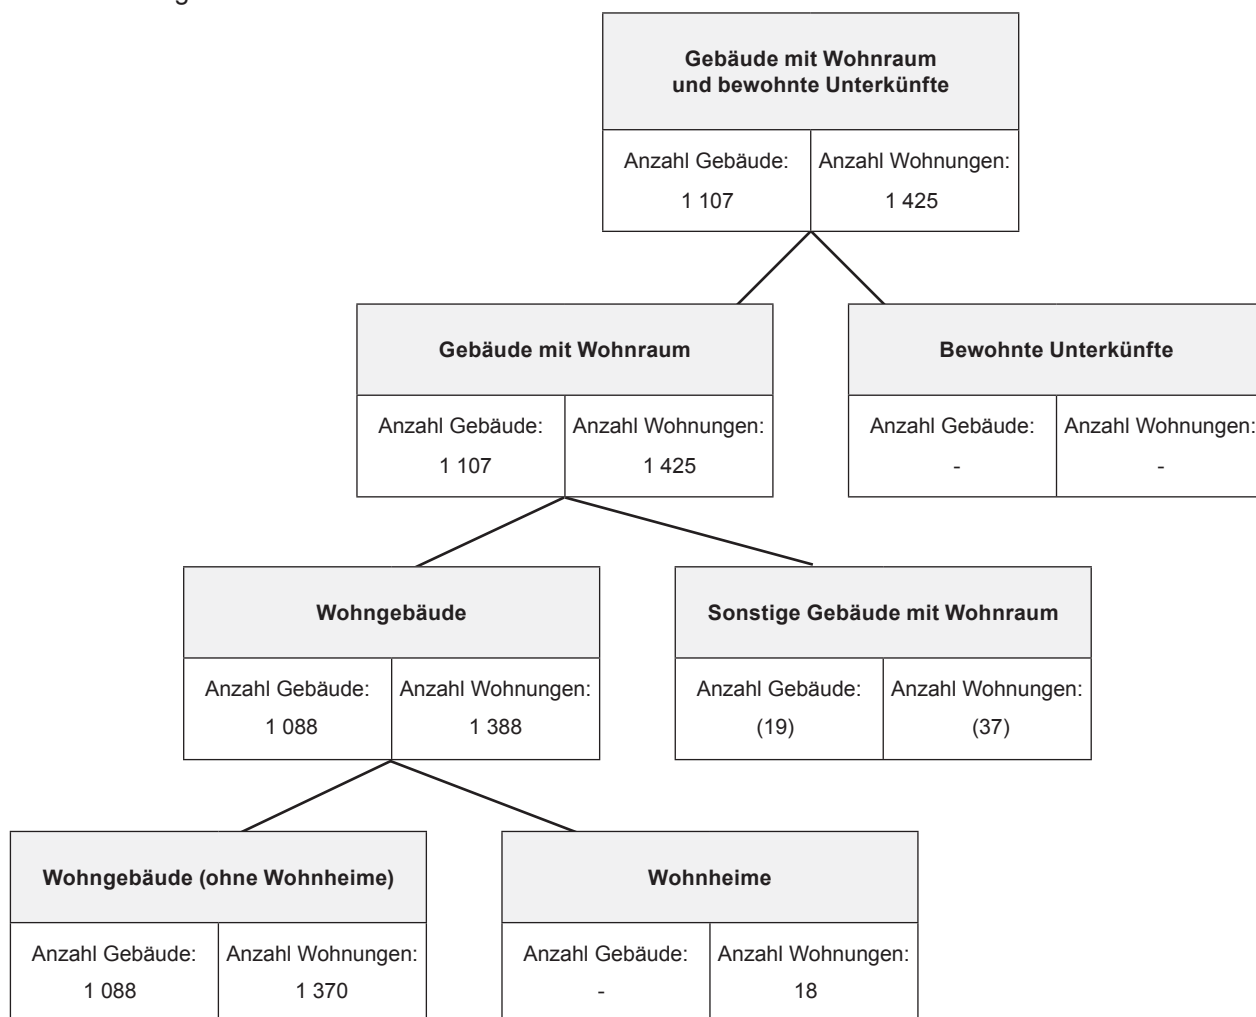 Gebäude mit Wohnraum
und bewohnte Unterkünfte
Anzahl Gebäude: Anzahl Wohnungen:
1 107 1 425
Gebäude mit Wohnraum Bewohnte Unterkünfte
Anzahl Gebäude: Anzahl Wohnungen: Anzahl Gebäude: Anzahl Wohnungen:
1 107 1 425 - -
Wohngebäude Sonstige Gebäude mit Wohnraum
Anzahl Gebäude: Anzahl Wohnungen: Anzahl Gebäude: Anzahl Wohnungen:
1 088 1 388 (19) (37)
Wohngebäude (ohne Wohnheime) Wohnheime
Anzahl Gebäude: Anzahl Wohnungen: Anzahl Gebäude: Anzahl Wohnungen:
1 088 1 370 - 18